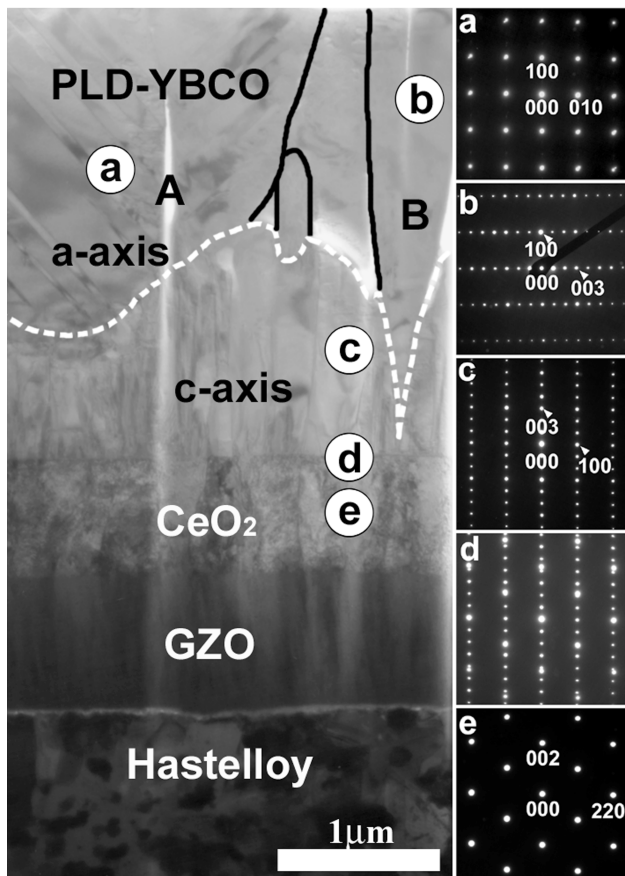 PLD-YBCO
a
A
a-axis
b
B
c
c-axis
d
e
CeO₂
GZO
Hastelloy
1μm
a
100
000 010
b
100
000
003
c
003
000
100
d
e
002
000
220